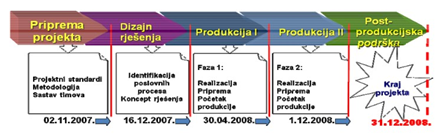 Priprema
projekta
Dizajn
rješenja
Produkcija I
Produkcija II
Post-
produkcijska
podrška
Projektni standardi
Metodologija
Sastav timova
Identifikacija
poslovnih
procesa
Koncept rješenja
Faza 1:
Realizacija
Priprema
Početak
produkcije
Faza 2:
Realizacija
Priprema
Početak
produkcije
Kraj
projekta
02.11.2007.
16.12.2007.
30.04.2008.
1.12.2008.
31.12.2008.